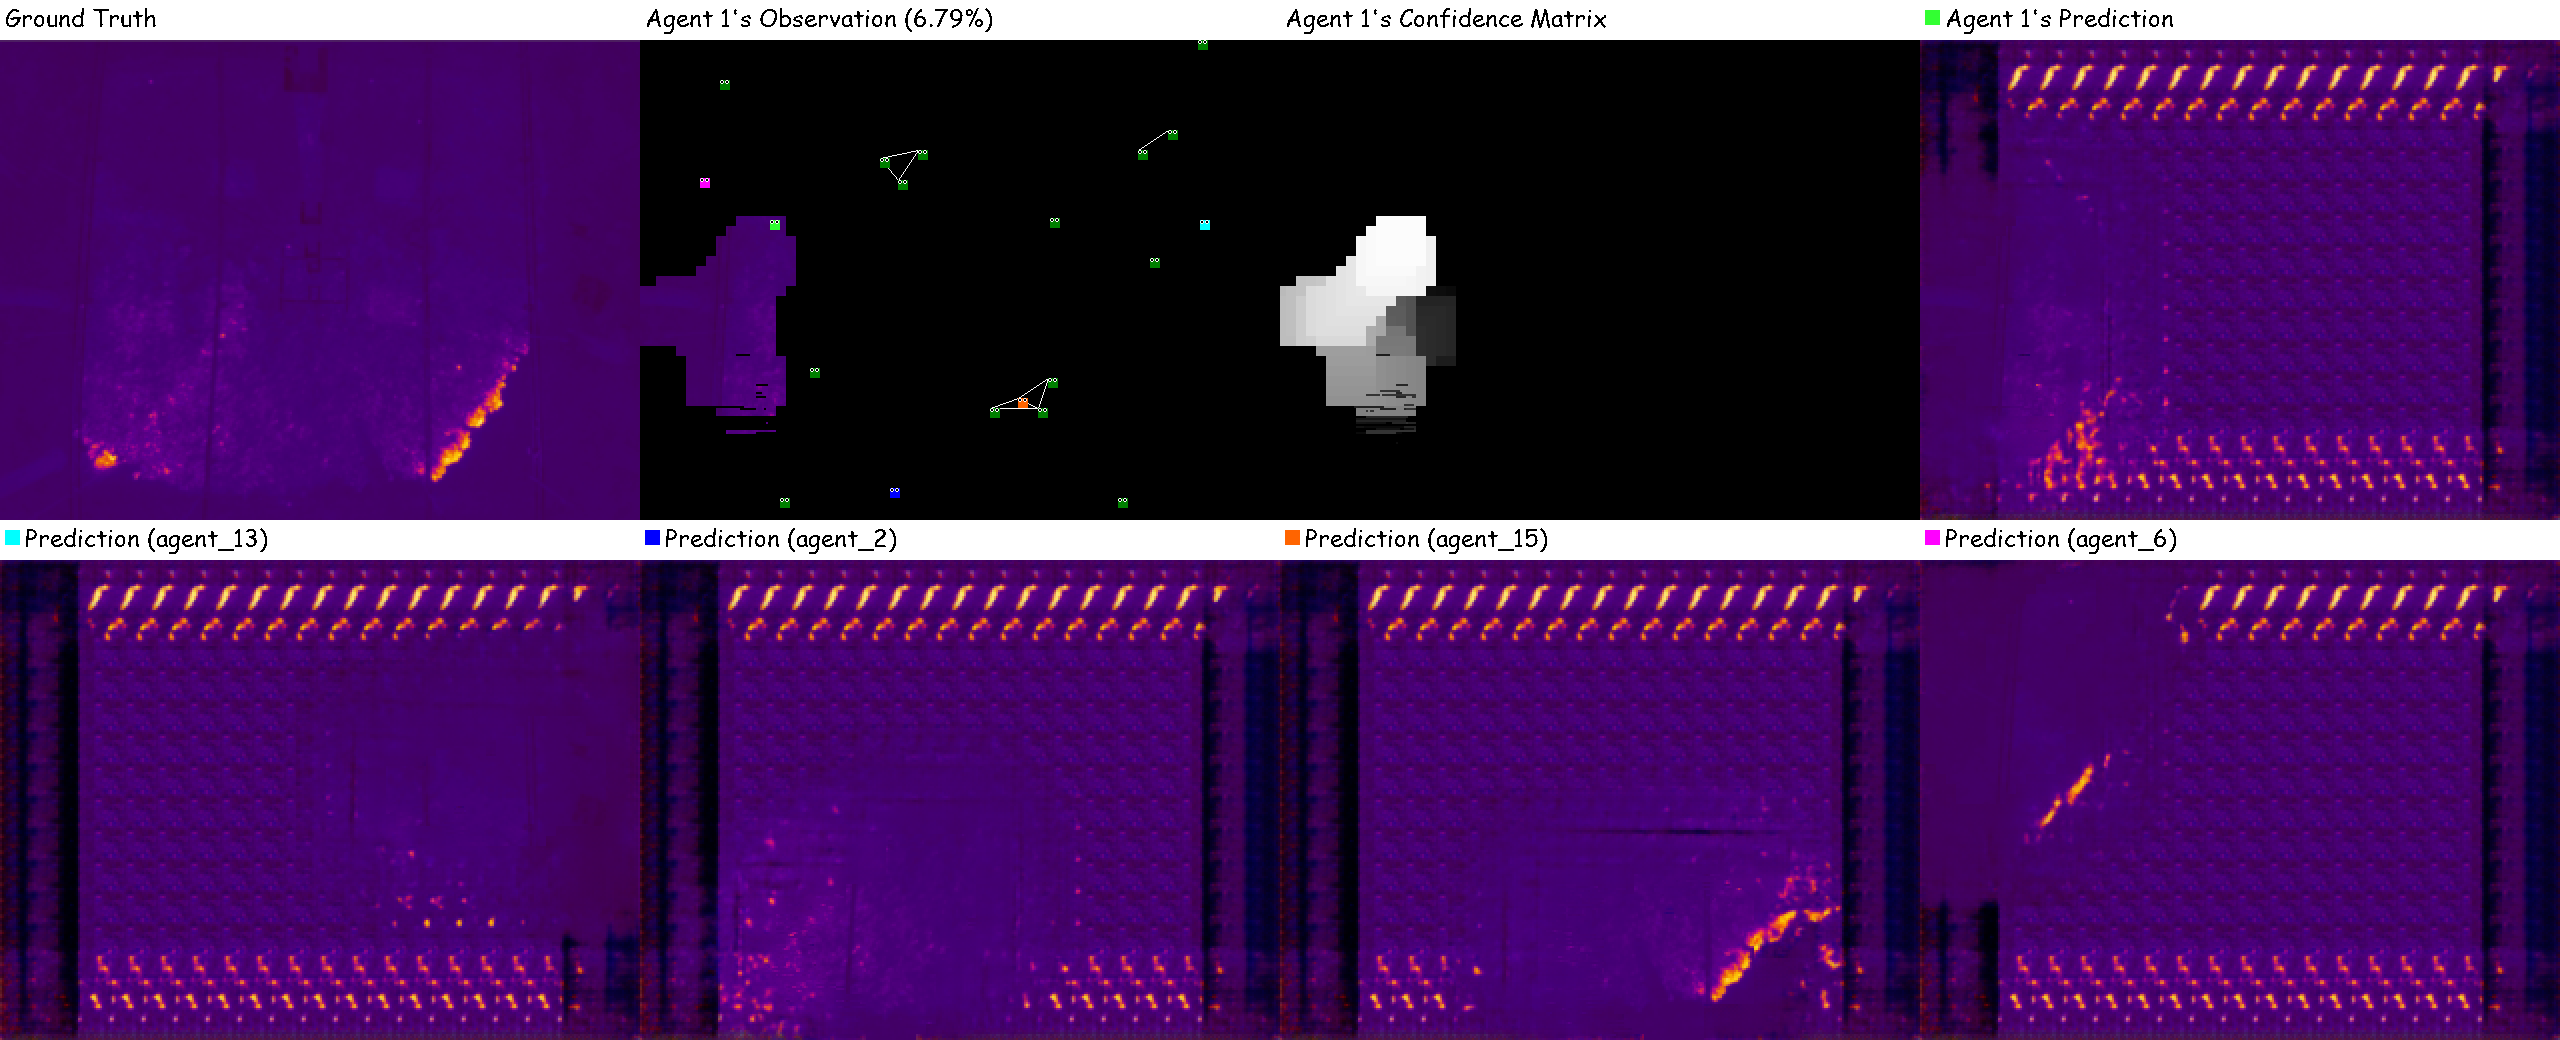 Ground Truth
Agent 1's Observation (6.79%)
Agent 1's Confidence Matrix
Agent 1's Prediction
Prediction (agent_13)
Prediction (agent_2)
Prediction (agent_15)
Prediction (agent_6)